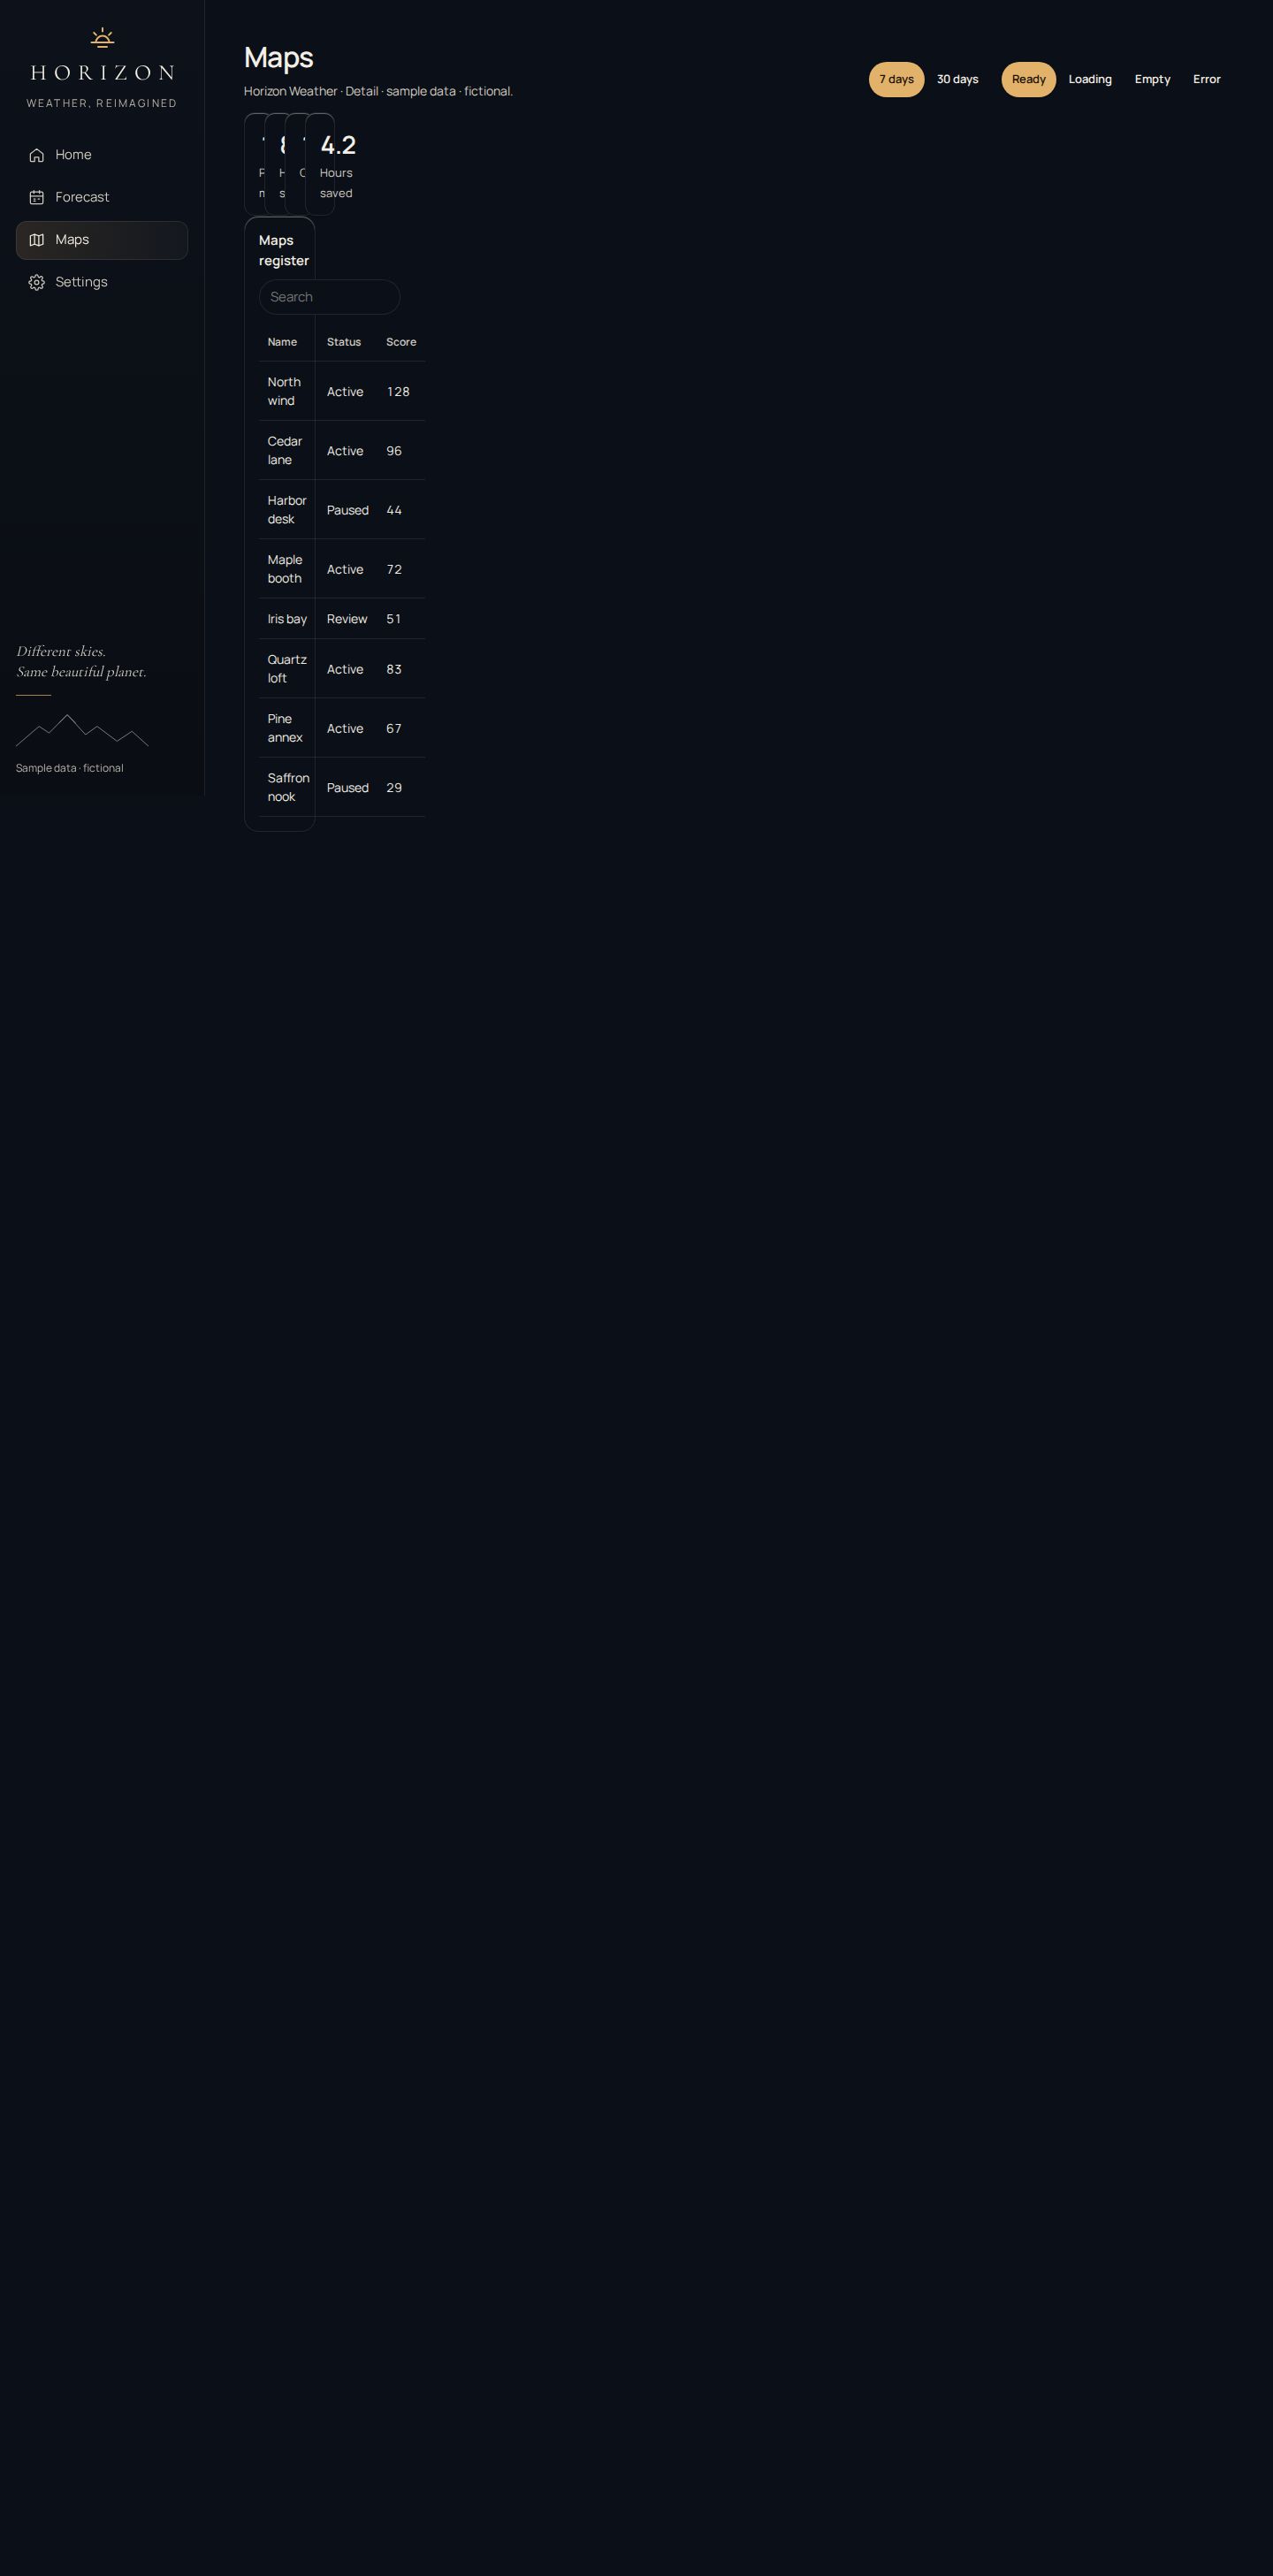 HORIZON
WEATHER, REIMAGINED
Home
Forecast
Maps
Settings
Different skies.
Same beautiful planet.
Sample data · fictional
Maps
Horizon Weather · Detail · sample data · fictional.
7 days
30 days
Ready
Loading
Empty
Error
4.2
Hours
saved
Maps
register
Search
Name Status Score
North
wind
Active 128
Cedar
lane
Active 96
Harbor
desk
Paused 44
Maple
booth
Active 72
Iris bay Review 51
Quartz
loft
Active 83
Pine
annex
Active 67
Saffron
nook
Paused 29